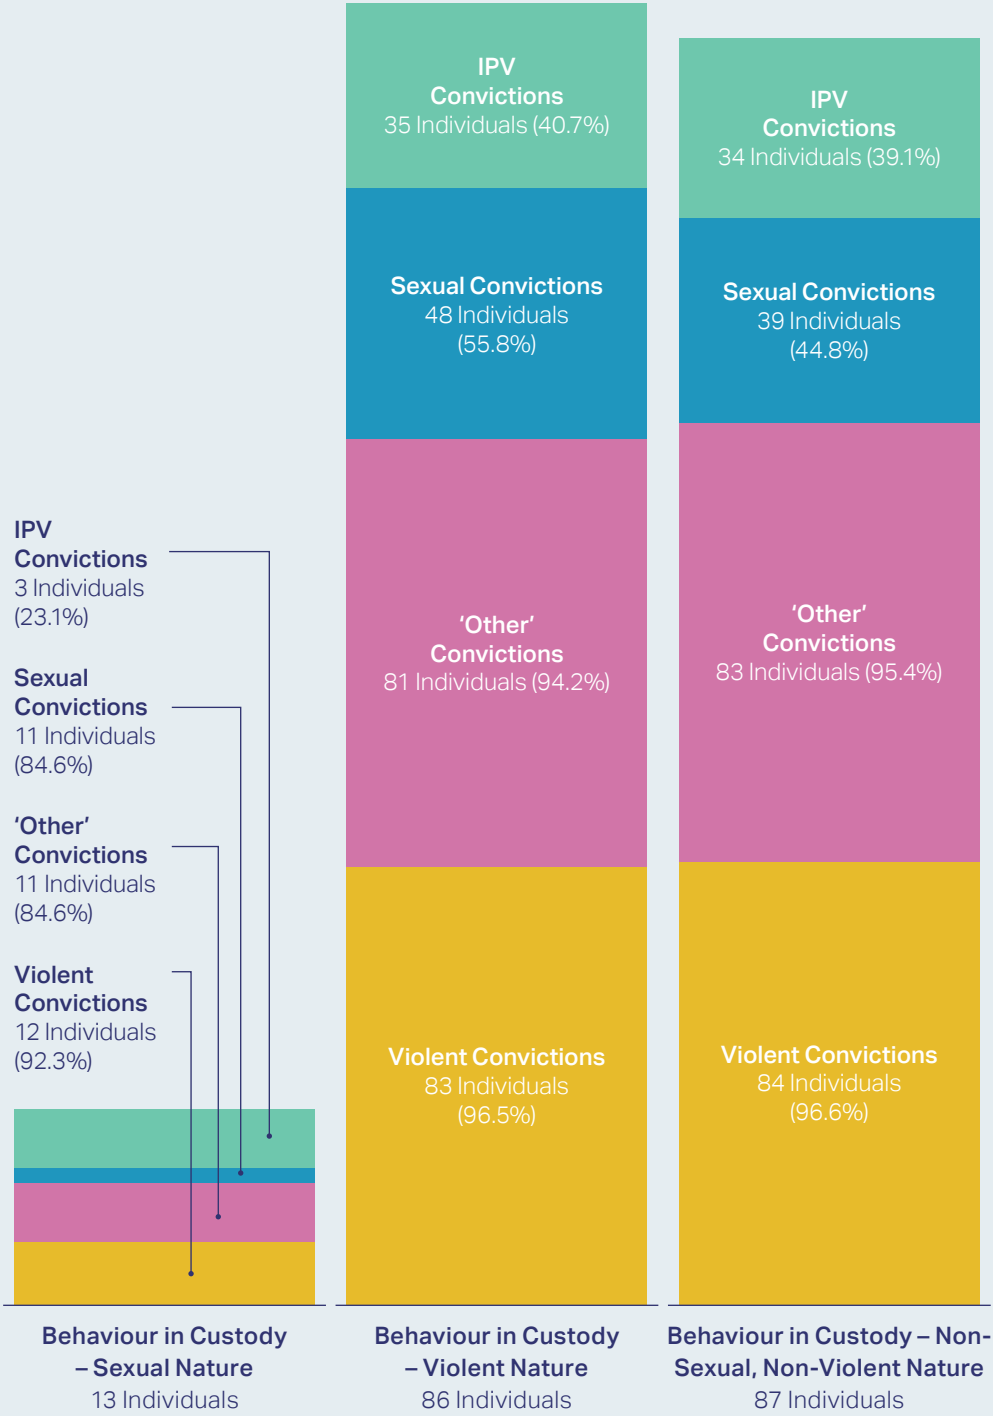 IPV
Convictions
3 Individuals
(23.1%)
Sexual
Convictions
11 Individuals
(84.6%)
‘Other’
Convictions
11 Individuals
(84.6%)
Violent
Convictions
12 Individuals
(92.3%)
Behaviour in Custody
– Sexual Nature
13 Individuals
IPV
Convictions
35 Individuals (40.7%)
Sexual Convictions
48 Individuals
(55.8%)
‘Other’
Convictions
81 Individuals (94.2%)
Violent Convictions
83 Individuals
(96.5%)
Behaviour in Custody
– Violent Nature
86 Individuals
IPV
Convictions
34 Individuals (39.1%)
Sexual Convictions
39 Individuals
(44.8%)
‘Other’
Convictions
83 Individuals (95.4%)
Violent Convictions
84 Individuals
(96.6%)
Behaviour in Custody – Non-
Sexual, Non-Violent Nature
87 Individuals